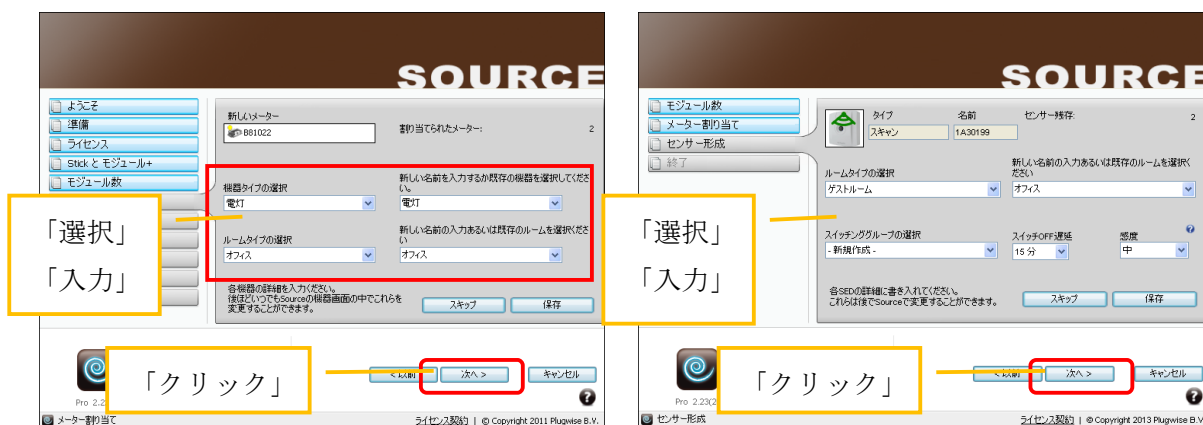 SOURCE
ようこそ
準備
ライセンス
Stick と モジュール+
モジュール数
新しいメーター
B81022
割り当てられたメーター:
2
機器タイプの選択
新しい名前を入力するか既存の機器を選択してください。
電灯
電灯
ルームタイプの選択
新しい名前の入力あるいは既存のルームを選択ください
オフィス
オフィス
各機器の詳細を入力ください。
後ほどいつでもSourceの機器画面の中でこれらを
変更することができます。
スキップ
保存
「選択」
「入力」
「クリック」
< 以前
次へ >
キャンセル
Pro 2.2
メーター割り当て
ライセンス契約 | © Copyright 2011 Plugwise B.V.
SOURCE
モジュール数
メーター割り当て
センサー形成
終了
タイプ
名前
センサー残存:
2
スキャン
1A30199
ルームタイプの選択
新しい名前の入力あるいは既存のルームを選択く
ださい
ゲストルーム
オフィス
スイッチンググループの選択
スイッチOFF遅延
感度
- 新規作成 -
15 分
中
各SEDの詳細に書き入れてください。
これらは後でSourceで変更することができます。
スキップ
保存
「選択」
「入力」
「クリック」
< 以前
次へ >
キャンセル
Pro 2.23(2
センサー形成
ライセンス契約 | © Copyright 2013 Plugwise B.V